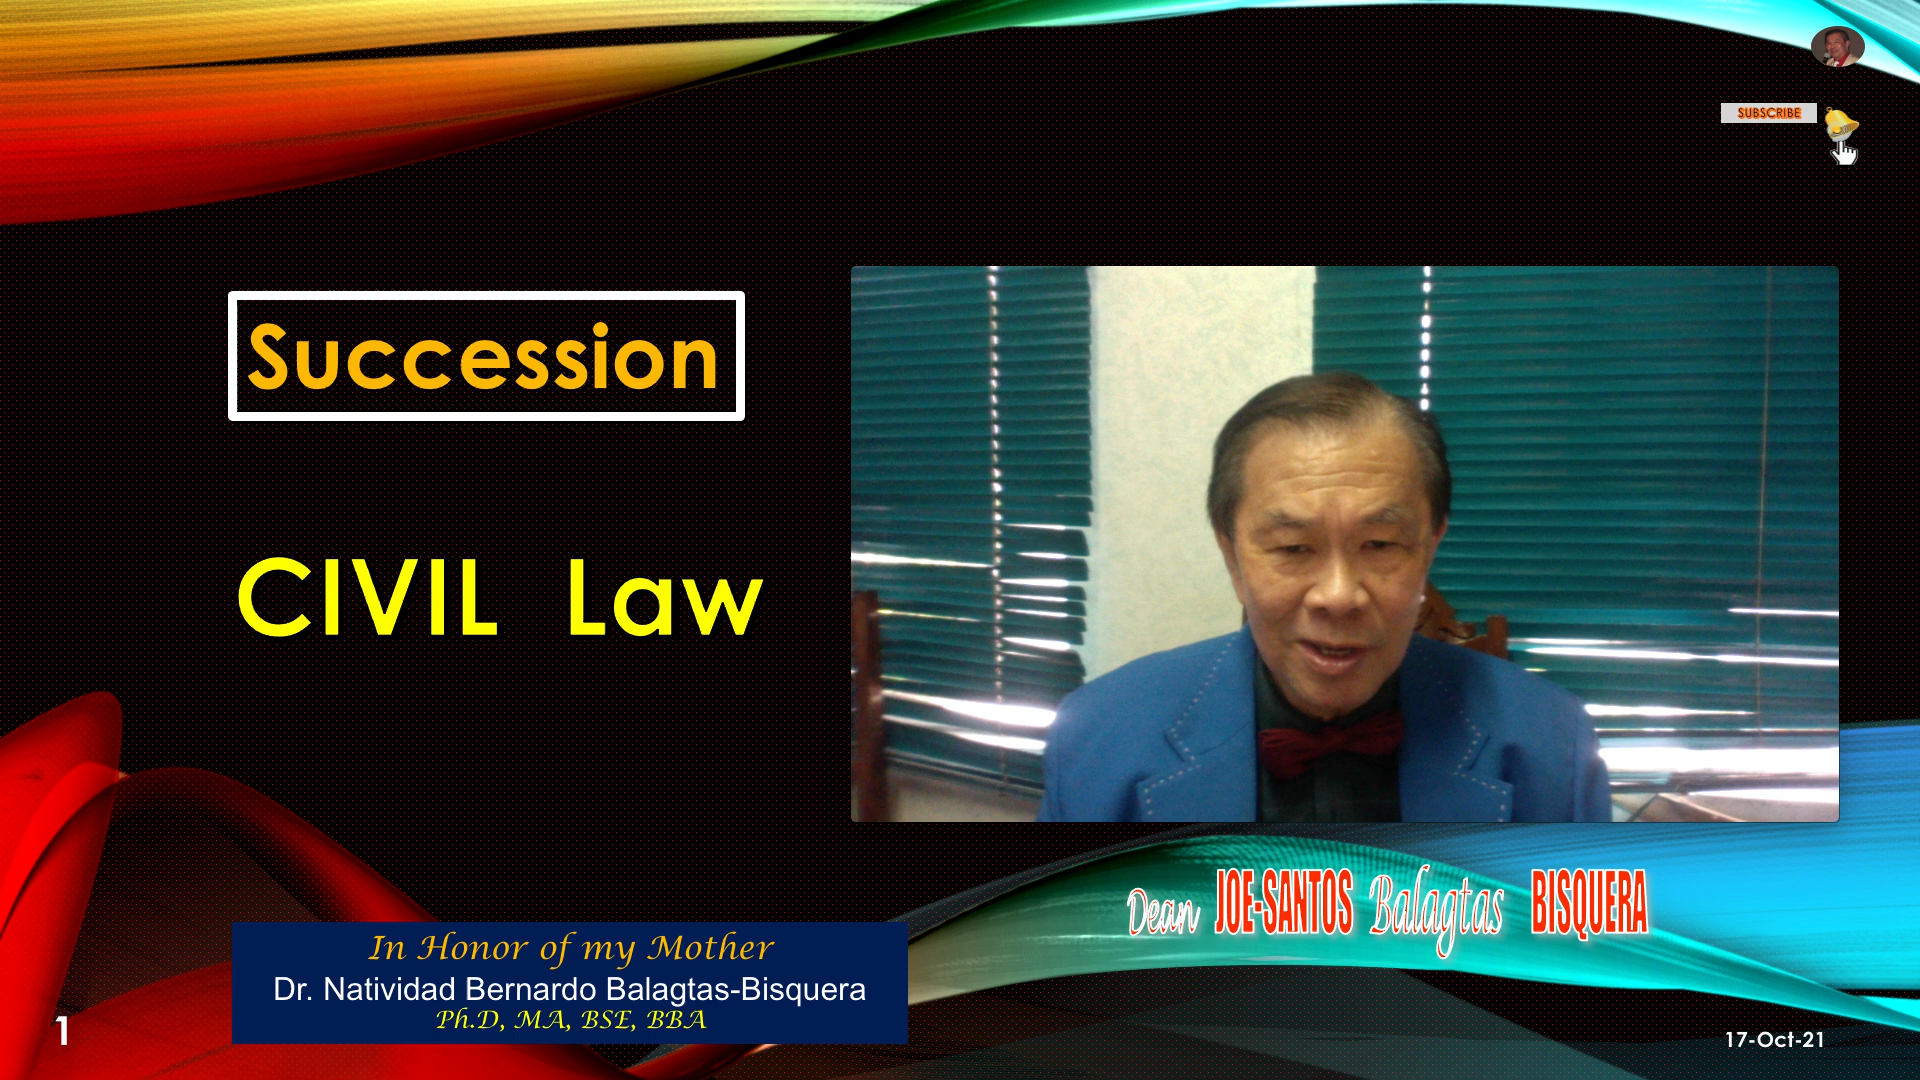 SUBSCRIBE
Succession
CIVIL Law
Dean JOE-SANTOS Balagtas BISQUERA
In Honor of my Mother
Dr. Natividad Bernardo Balagtas-Bisquera
Ph.D, MA, BSE, BBA
1
17-Oct-21